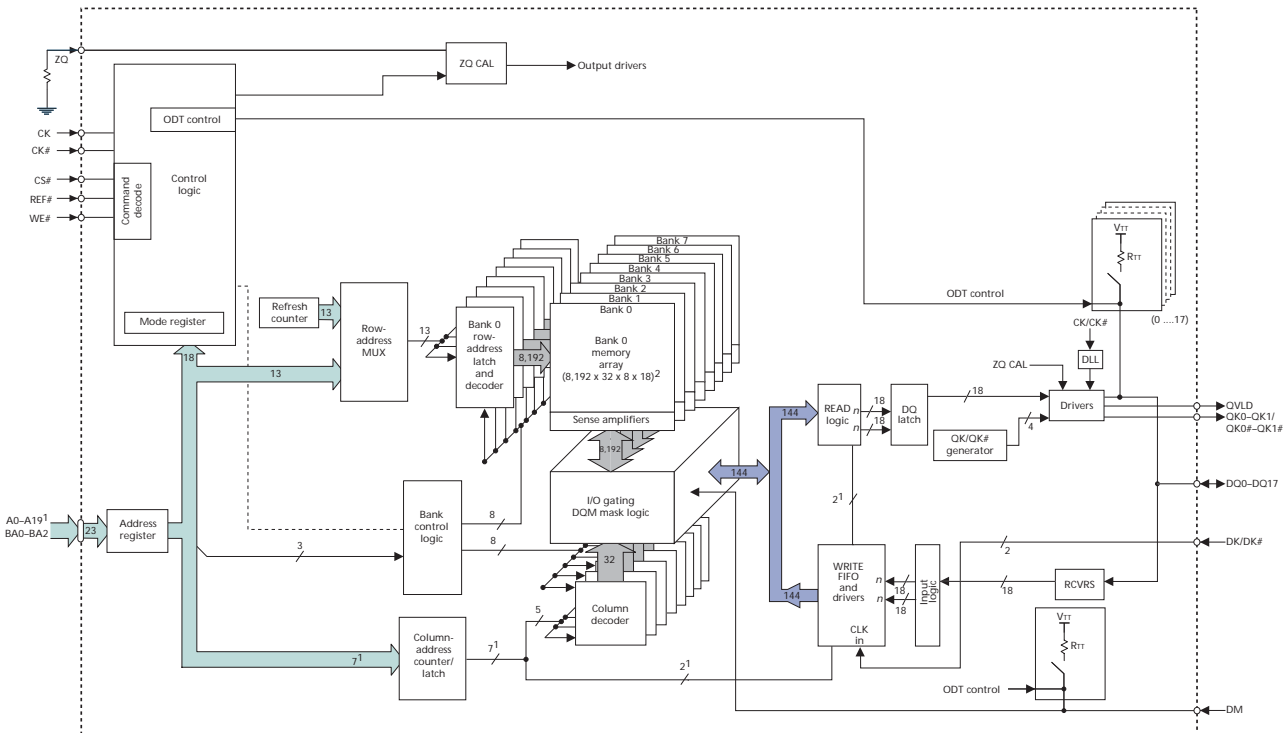 ZQ
ZQ CAL
Output drivers
ODT control
CK
CK#
Control
logic
CS#
REF#
WE#
Command
decode
Mode register
Refresh
counter
13
Row-
address
MUX
13
13
18
Bank 7
Bank 6
Bank 5
Bank 4
Bank 3
Bank 2
Bank 1
Bank 0
Bank 0
row-
address
latch
and
decoder
8,192
Bank 0
memory
array
(8,192 x 32 x 8 x 18)2
Sense amplifiers
8,192
I/O gating
DQM mask logic
32
Column
decoder
A0–A191
BA0–BA2
23
Address
register
3
Bank
control
logic
8
8
5
71
Column-
address
counter/
latch
71
21
144
144
144
READ
logic
n
n
18
18
DQ
latch
18
QK/QK#
generator
4
21
ZQ CAL
CK/CK#
DLL
Drivers
ODT control
VTT
RTT
(0 ....17)
QVLD
QK0–QK1/
QK0#–QK1#
DQ0–DQ17
DK/DK#
2
WRITE
FIFO
and
drivers
n
n
CLK
in
18
18
Input
logic
18
RCVRS
VTT
RTT
ODT control
DM